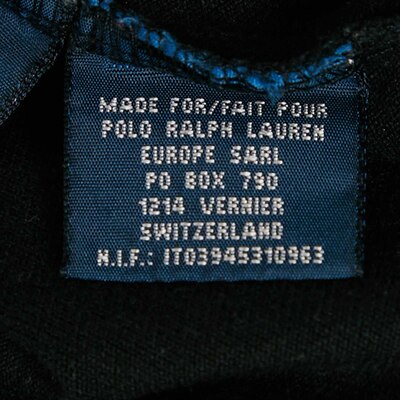 MADE FOR/FAIT POUR
POLO RALPH LAUREN
EUROPE SARL
PO BOX 790
1214 VERNIER
SWITZERLAND
N.I.F.: IT03945310963